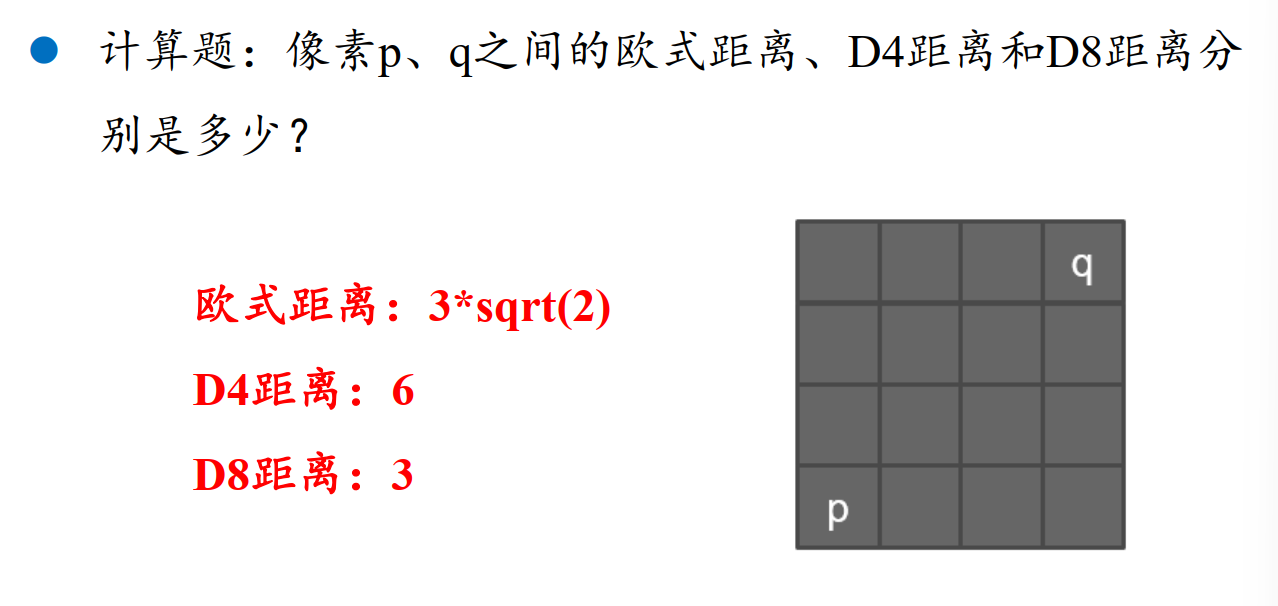 计算题：像素p、q之间的欧式距离、D4距离和D8距离分
别是多少？
欧式距离：3*sqrt(2)
D4距离：6
D8距离：3
q
p